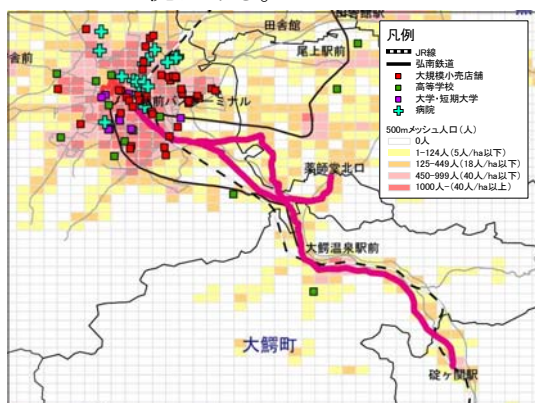 田舎館
尾上駅前
前バスターミナル
薬師堂北口
大鰐温泉駅前
大鰐町
碇ヶ関駅
凡例
JR線
弘南鉄道
大規模小売店舗
高等学校
大学・短期大学
病院
500mメッシュ人口(人)
0人
1-124人(5人/ha以下)
125-449人(18人/ha以下)
450-999人(40人/ha以下)
1000人-(40人/ha以上)